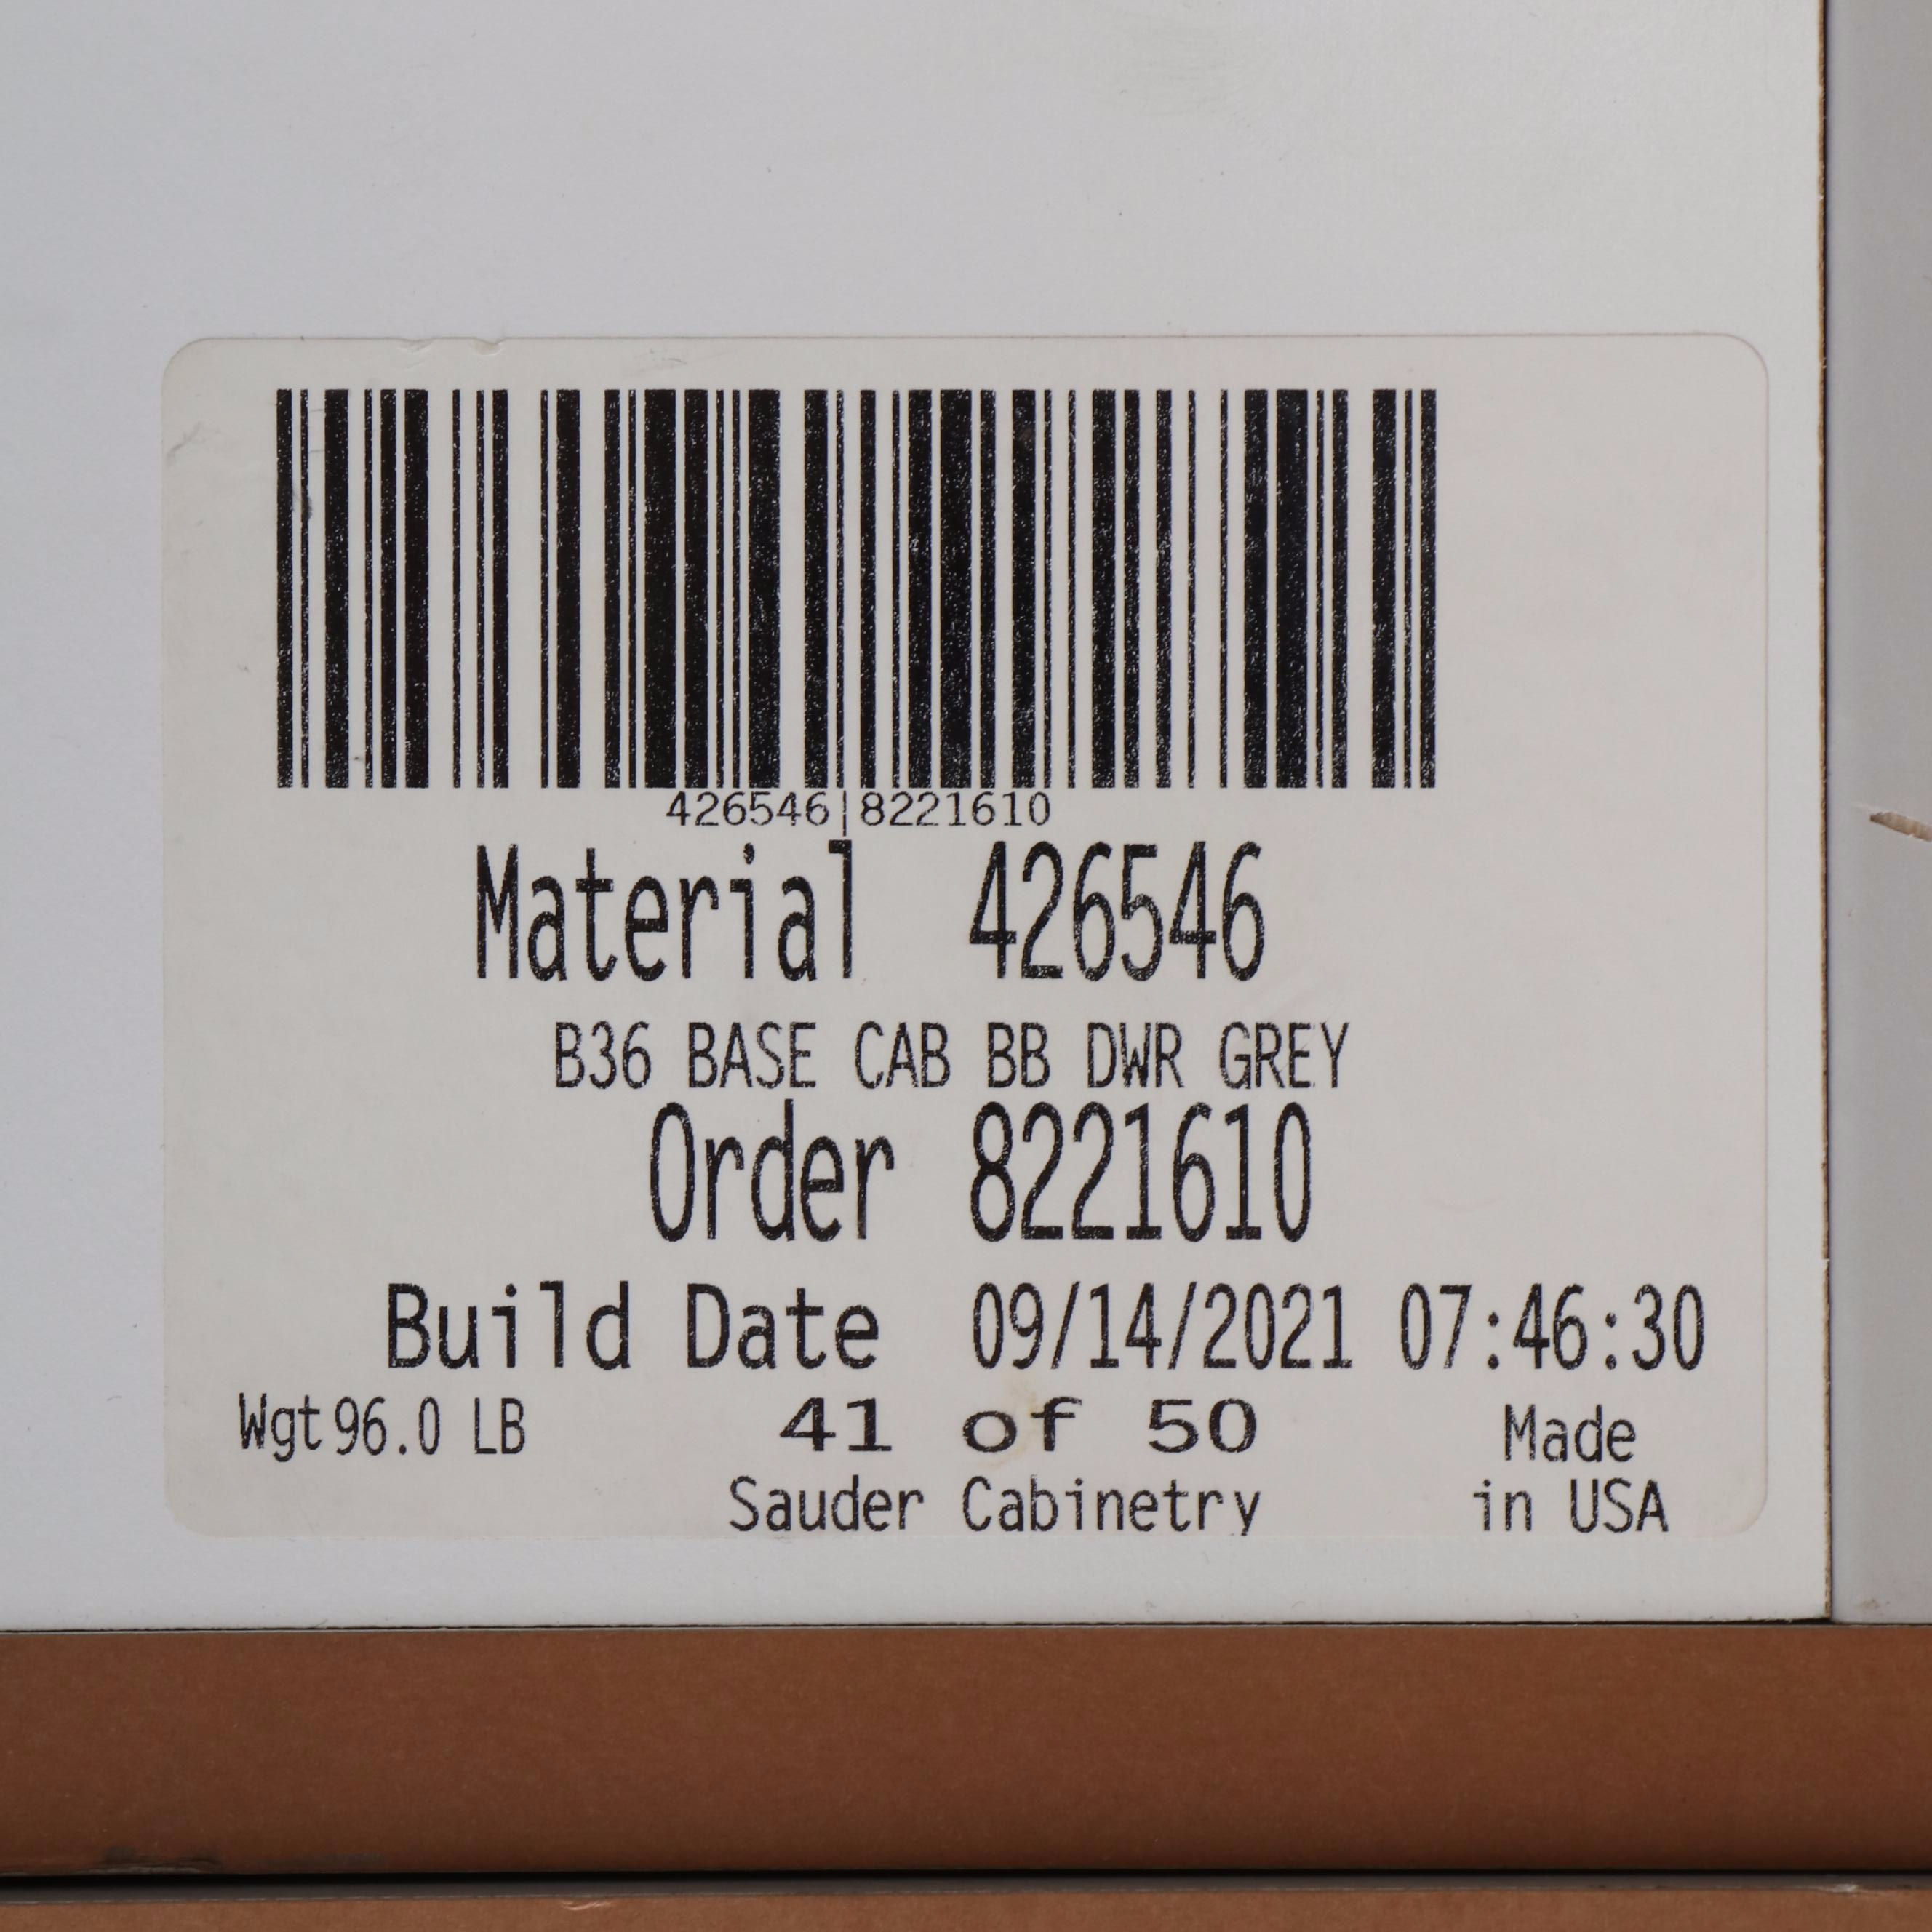 426546|8221610
Material 426546
B36 BASE CAB BB DWR GREY
Order 8221610
Build Date 09/14/2021 07:46:30
Wgt 96.0 LB 41 of 50 Made
Sauder Cabinetry in USA